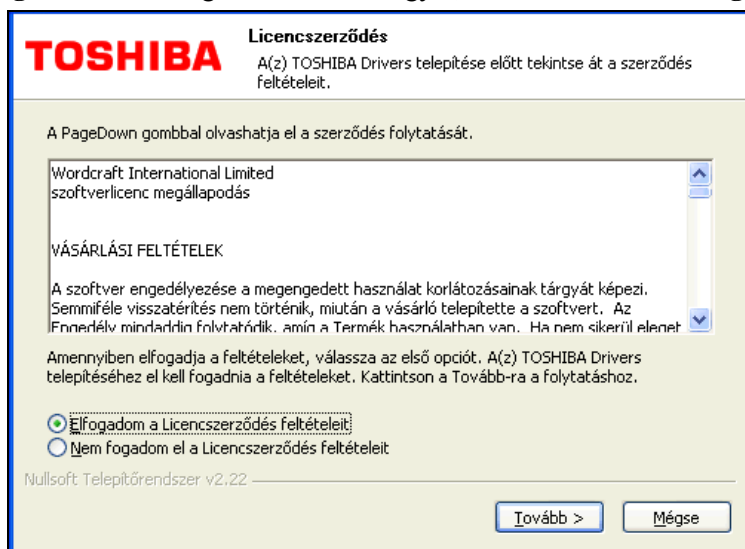 TOSHIBA
Licencszerződés
A(z) TOSHIBA Drivers telepítése előtt tekintse át a szerződés
feltételeit.
A PageDown gombbal olvashatja el a szerződés folytatását.
Wordcraft International Limited
szoftverlicenc megállapodás
VÁSÁRLÁSI FELTÉTELEK
A szoftver engedélyezése a megengedett használat korlátozásainak tárgyát képezi.
Semmiféle visszatérítés nem történik, miután a vásárló telepítette a szoftvert. Az
Engedély mindaddig folytatódik, amíg a Termék használatban van. Ha nem sikerül eleget
Amennyiben elfogadja a feltételeket, válassza az első opciót. A(z) TOSHIBA Drivers
telepítéséhez el kell fogadnia a feltételeket. Kattintson a Tovább-ra a folytatáshoz.
Elfogadom a Licencszerződés feltételeit
Nem fogadom el a Licencszerződés feltételeit
Nullsoft Telepítőrendszer v2.22
Tovább >
Mégse